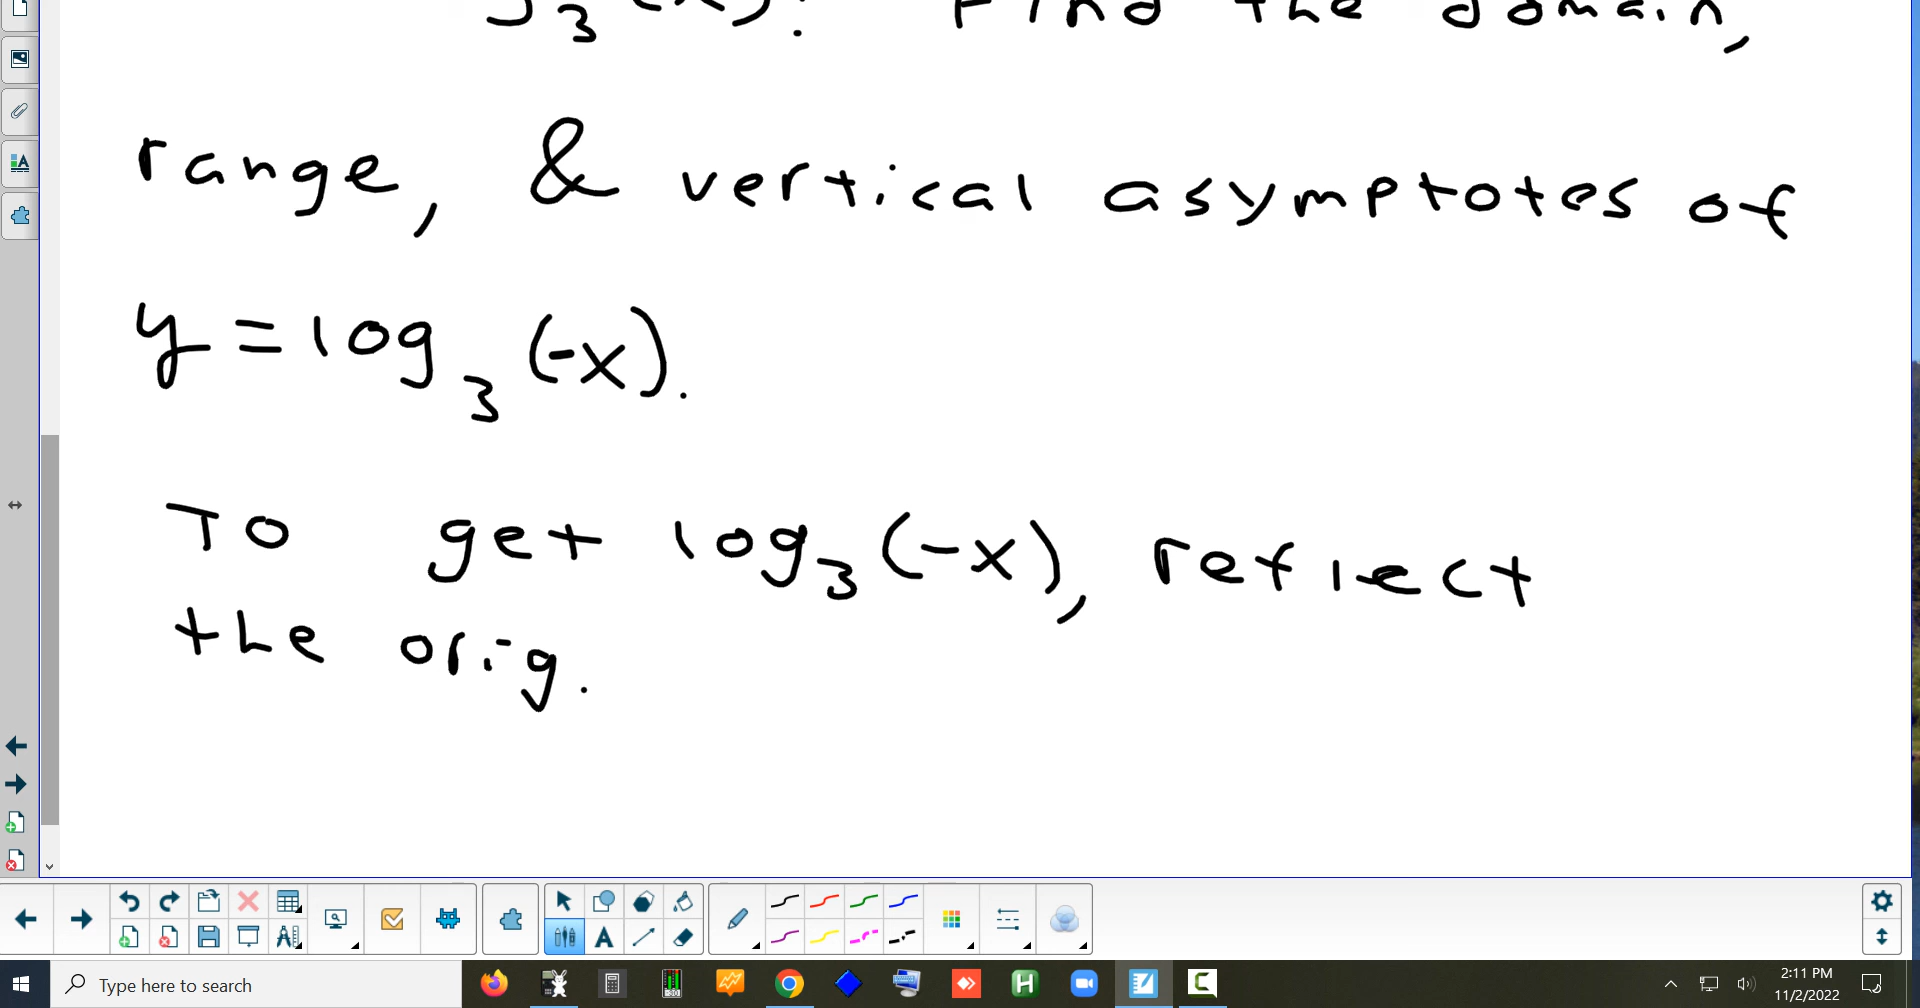 g₃(x)? Find the domain,
range, & vertical asymptotes of
y = log₃(-x).
To get log₃(-x), reflect
the orig.
Type here to search
2:11 PM
11/2/2022